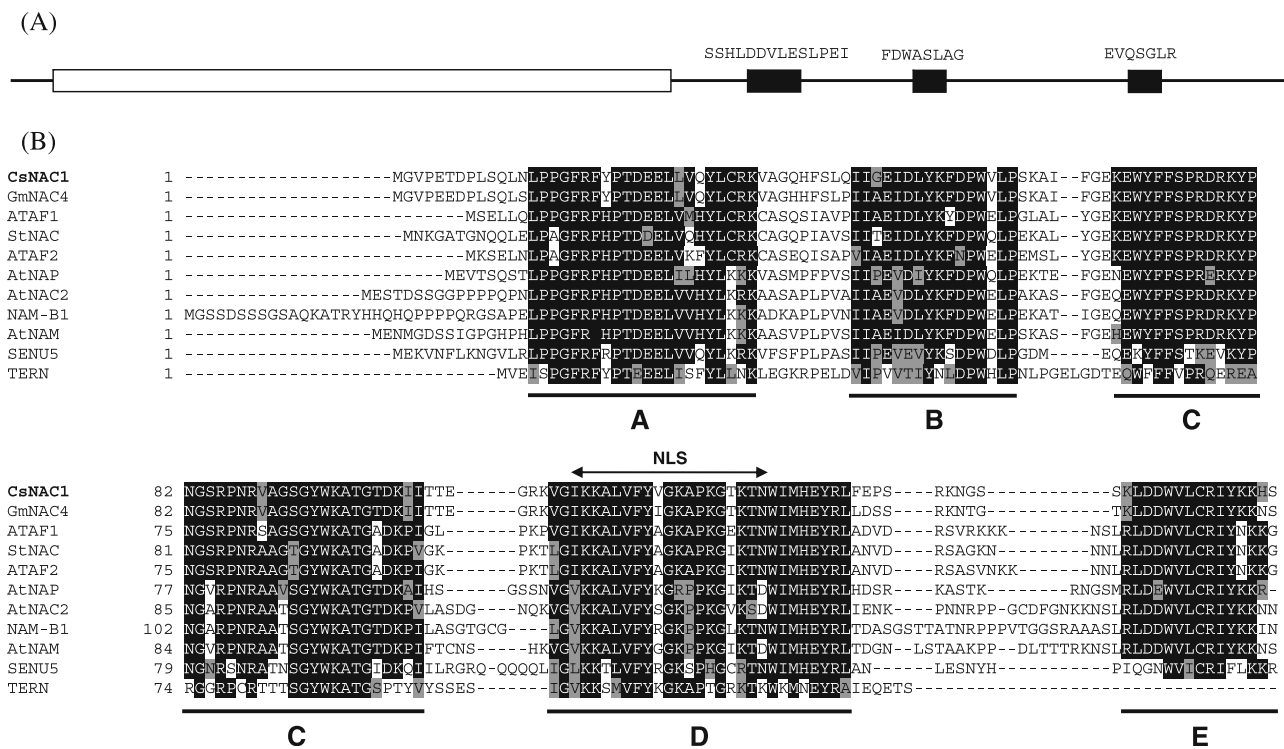 (A)
SSHLDDVLESLPEI FDWASLAG EVQSGLR
(B)
CsNAC1 1 ----------------MGVPETDPLSQLNLPPGFRFYPTDEELLVQYLCRKVAGQHFSLQIIGEIDLYKFDPWVLPSKAI--FGEKEWYFFSPRDRKYP
GmNAC4 1 ----------------MGVPEEDPLSQLSLPPGFRFYPTDEELLVQYLCRKVAGHHFSLPIIAEIDLYKFDPWVLPSKAI--FGEKEWYFFSPRDRKYP
ATAF1 1 ----------------------MSELLQLPPGFRFHPTDEELVMHYLCRKCASQSIAVPIIAEIDLYKYDPWELPGLAL--YGEKEWYFFSPRDRKYP
StNAC 1 -----------------MNKGATGNQQLELPAGFRFHPTDDELVQHYLCRKCAGQPIAVSIITEIDLYKFDPWQLPEKAL--YGEKEWYFFSPRDRKYP
ATAF2 1 ----------------------MKSELNLPAGFRFHPTDEELVKFYLCRKCASEQISAPVIAEIDLYKFNPWELPEMSL--YGEKEWYFFSPRDRKYP
AtNAP 1 --------------------MEVTSQSTLPPGFRFHPTDEELILHYLKKKVASMPFPVSIIPEVDIYKFDPWQLPEKTE--FGENEWYFFSPRERKYP
AtNAC2 1 --------------MESTDSSGGPPPPQPNLPPGFRFHPTDEELVVHYLKRKAASAPLPVAIIAEVDLYKFDPWELPAKAS--FGEQEWYFFSPRDRKYP
NAM-B1 1 MGSSDSSSGSAQKATRYHHQHQPPPPQRGSAPELPPGFRFHPTDEELVVHYLKKKADKAPLPVNIIAEVDLYKFDPWELPEKAT--IGEQEWYFFSPRDRKYP
AtNAM 1 ---------------MENMGDSSIGPGHPHLPPGFR HPTDEELVVHYLKKKAASVPLPVSIIAEIDLYKFDPWELPSKAS--FGEHEWYFFSPRDRKYP
SENU5 1 -----------------MEKVNFLKNGVLRLPPGFRFRPTDEELVVQYLKRKVFSFPLPASIIPEVEVYKSDPWDLPGDM----EQEKYFFSTKEVKYP
TERN 1 -------------------------MVEISPGFRFYPTEEELISFYLLNKLEGKRPELDVIPVVTIYNLDPWHLPNLPGELGDTEQWFFFVPRQEREA
A B C
NLS
CsNAC1 82 NGSRPNRVAGSGYWKATGTDKIITTE-----GRKVGIKKALVFYVGKAPKGTKTNWIMHEYRLFEPS---RKNGS------SKLDDWVLCRIYKKHS
GmNAC4 82 NGSRPNRVAGSGYWKATGTDKIITTE-----GRKVGIKKALVFYIGKAPKGTKTNWIMHEYRLLDSS---RKNTG------TKLDDWVLCRIYKKNS
ATAF1 75 NGSRPNRSAGSGYWKATGADKPIGL------PKPVGIKKALVFYAGKAPKGEKTNWIMHEYRLADVD---RSVRKKK-----NSLRLDDWVLCRIYNKKG
StNAC 81 NGSRPNRAAGTGYWKATGADKPVGK------PKTLGIKKALVFYAGKAPKGIKTNWIMHEYRLANVD---RSAGKN------NNLRLDDWVLCRIYNKKG
ATAF2 75 NGSRPNRAAGTGYWKATGADKPIGK------PKTLGIKKALVFYAGKAPKGIKTNWIMHEYRLANVD---RSASVNKK----NNLRLDDWVLCRIYNKKG
AtNAP 77 NGVRPNRAAVSGYWKATGTDKAIHS------GSSNVGVKKALVFYKGRPPKGIKTDWIMHEYRLHDSR---KASTK-----RNGSMRLDEWVLCRIYKKR-
AtNAC2 85 NGARPNRAATSGYWKATGTDKPVLASDG---NQKVGVKKALVFYSGKPPKGVKSDWIMHEYRLIENK---PNNRPP-GCDFGNKKNSLRLDDWVLCRIYKKNN
NAM-B1 102 NGARPNRAATSGYWKATGTDKPILASGTGCG---LGVKKALVFYRGKPPKGLKTNWIMHEYRLTDASGSTTATNRPPPVTGGSRAAASLRLDDWVLCRIYKKIN
AtNAM 84 NGVRPNRAATSGYWKATGTDKPIFTCNS---HKVGVKKALVFYGGKPPKGIKTDWIMHEYRLTDGN--LSTAAKPP--DLTTTRKNSLRLDDWVLCRIYKKNS
SENU5 79 NGNRSNRATNSGYWKATGIDKQIILRGRQ-QQQQLIGLKKTLVFYRGKSPHGCRTNWIMHEYRLAN-----LESNYH-----PIQGNWVICRIFLKKR
TERN 74 RGGRPCRTTTSGYWKATGSPTYVYSSES-----IGVKKSMVFYKGKAPTGRKTKWKMNEYRAIEQETS-----------------------------------
C D E